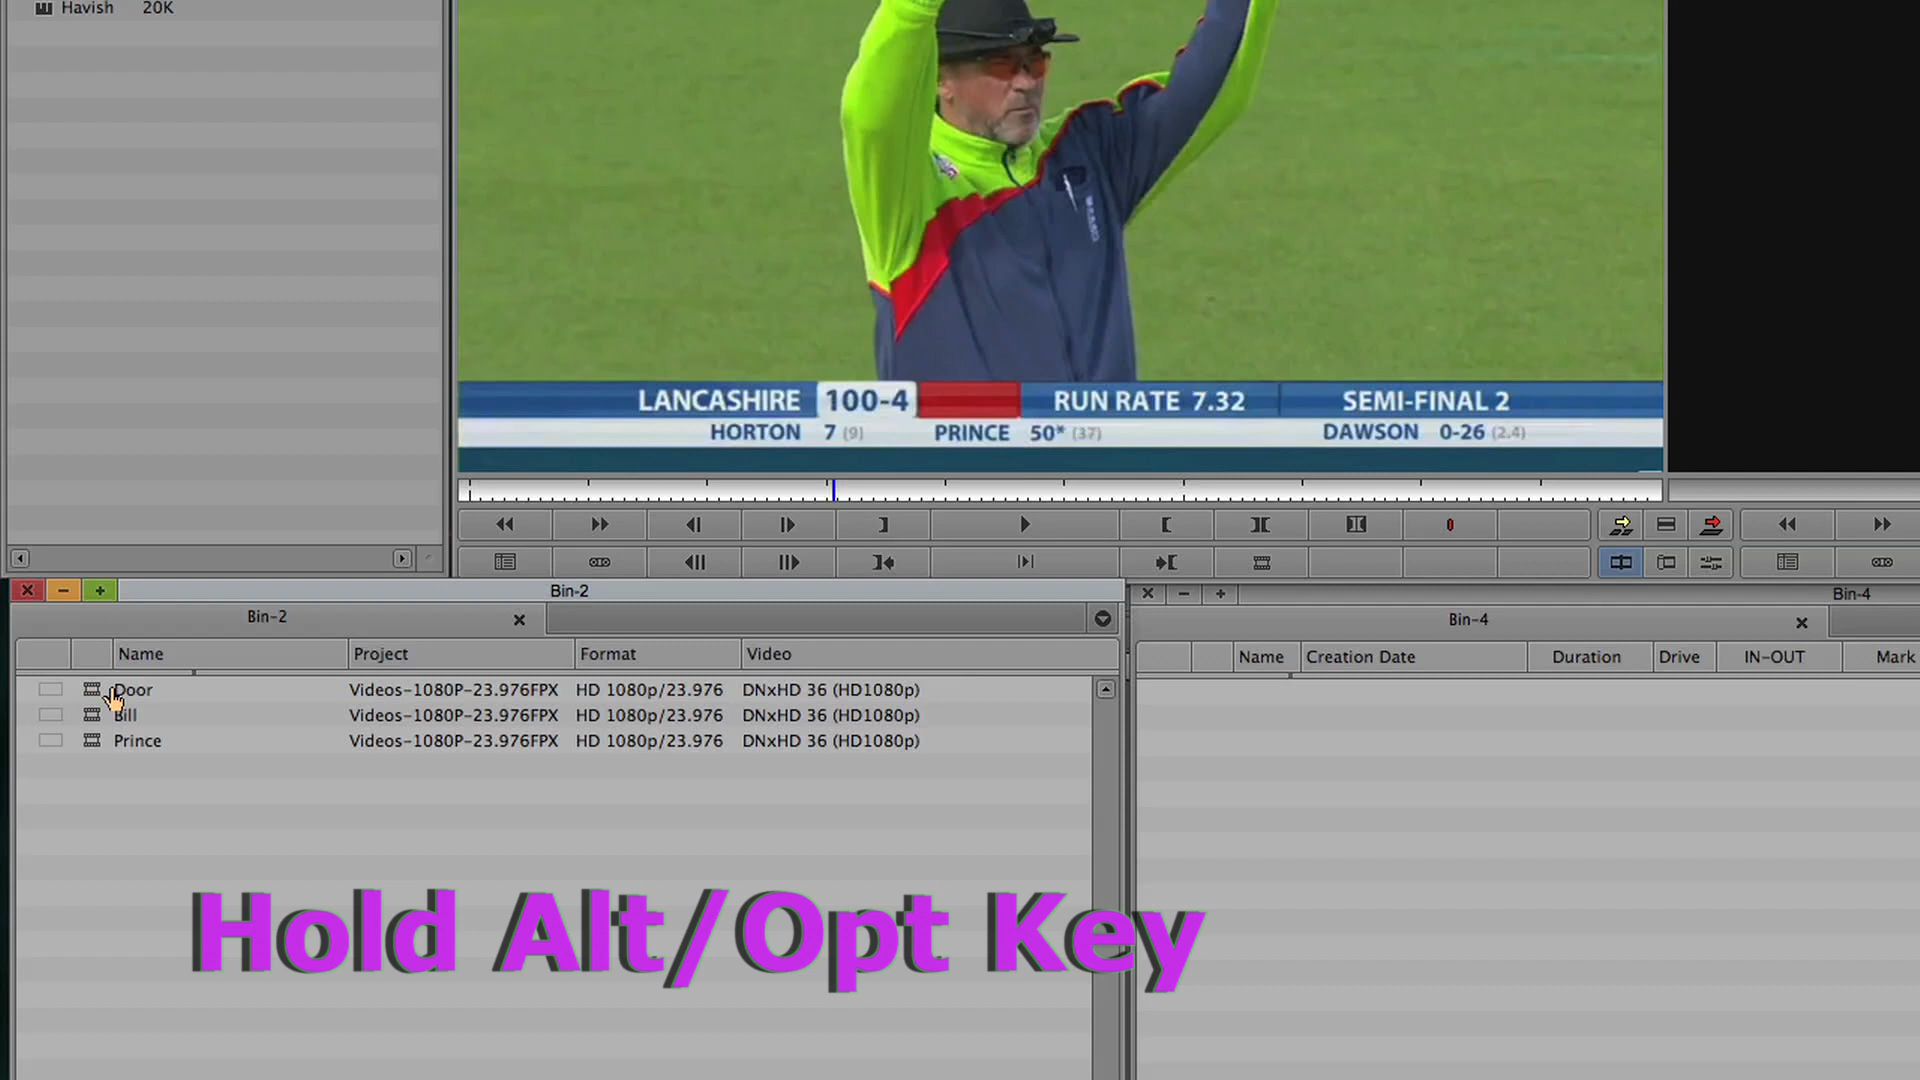 Havish 20K
LANCASHIRE 100-4 RUN RATE 7.32 SEMI-FINAL 2
HORTON 7 (9) PRINCE 50* (37) DAWSON 0-26 (2.4)
Bin-2
Bin-2
Name Project Format Video
Door Videos-1080P-23.976FPX HD 1080p/23.976 DNxHD 36 (HD1080p)
Bill Videos-1080P-23.976FPX HD 1080p/23.976 DNxHD 36 (HD1080p)
Prince Videos-1080P-23.976FPX HD 1080p/23.976 DNxHD 36 (HD1080p)
Bin-4
Bin-4
Name Creation Date Duration Drive IN-OUT Mark
Hold Alt/Opt Key